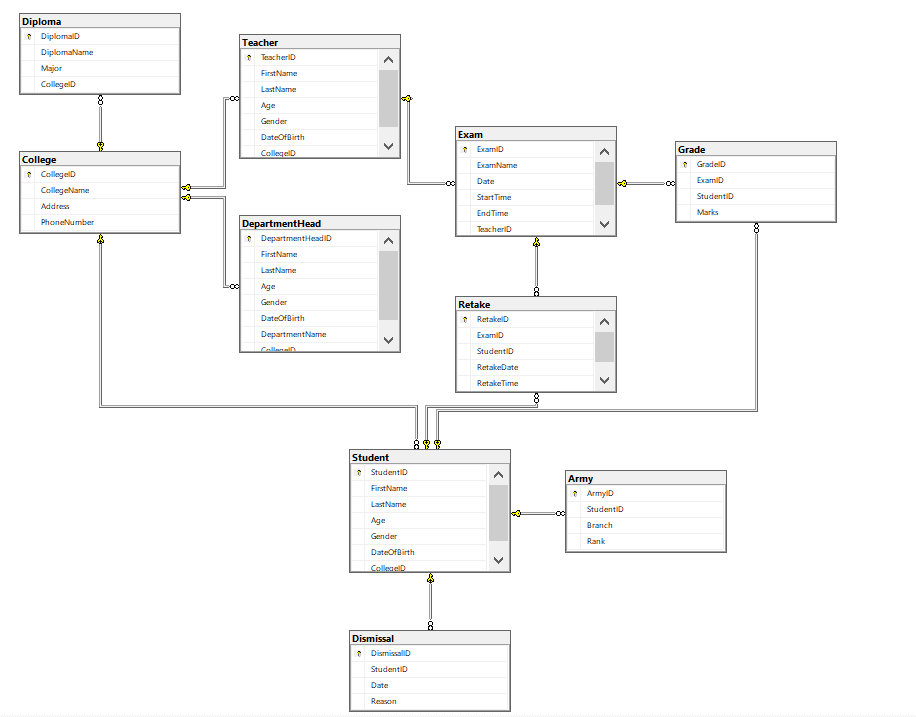 Diploma
DiplomaID
DiplomaName
Major
CollegeID
Teacher
TeacherID
FirstName
LastName
Age
Gender
DateOfBirth
CollegeID
College
CollegeID
CollegeName
Address
PhoneNumber
DepartmentHead
DepartmentHeadID
FirstName
LastName
Age
Gender
DateOfBirth
DepartmentName
CollegeID
Exam
ExamID
ExamName
Date
StartTime
EndTime
TeacherID
Grade
GradeID
ExamID
StudentID
Marks
Retake
RetakeID
ExamID
StudentID
RetakeDate
RetakeTime
Student
StudentID
FirstName
LastName
Age
Gender
DateOfBirth
CollegeID
Army
ArmyID
StudentID
Branch
Rank
Dismissal
DismissalID
StudentID
Date
Reason